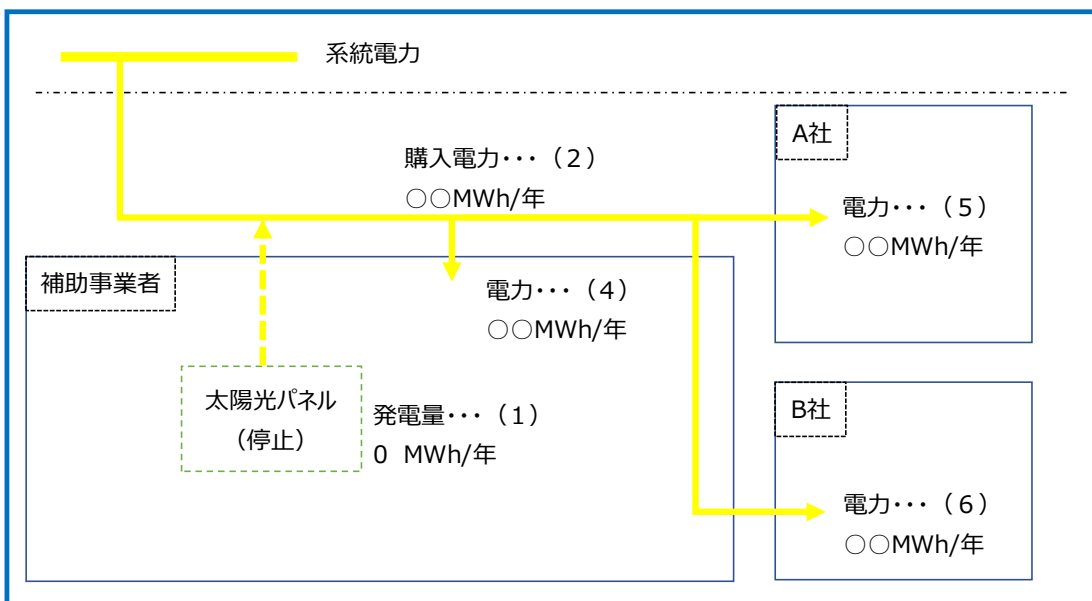 系統電力
A社
購入電力・・・（２）
○○MWh/年
電力・・・（５）
○○MWh/年
補助事業者
電力・・・（４）
○○MWh/年
太陽光パネル
（停止）
発電量・・・（１）
0 MWh/年
B社
電力・・・（６）
○○MWh/年